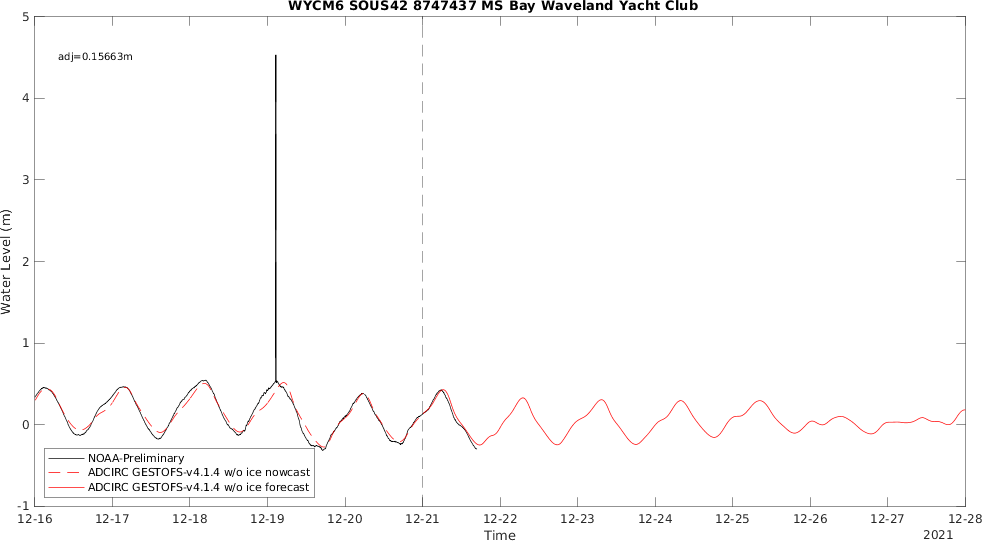 WYCM6 SOUS42 8747437 MS Bay Waveland Yacht Club
adj=0.15663m
5
4
3
2
1
0
-1
Water Level (m)
NOAA-Preliminary
ADCIRC GESTOFS-v4.1.4 w/o ice nowcast
ADCIRC GESTOFS-v4.1.4 w/o ice forecast
12-16 12-17 12-18 12-19 12-20 12-21 12-22 12-23 12-24 12-25 12-26 12-27 12-28
Time
2021